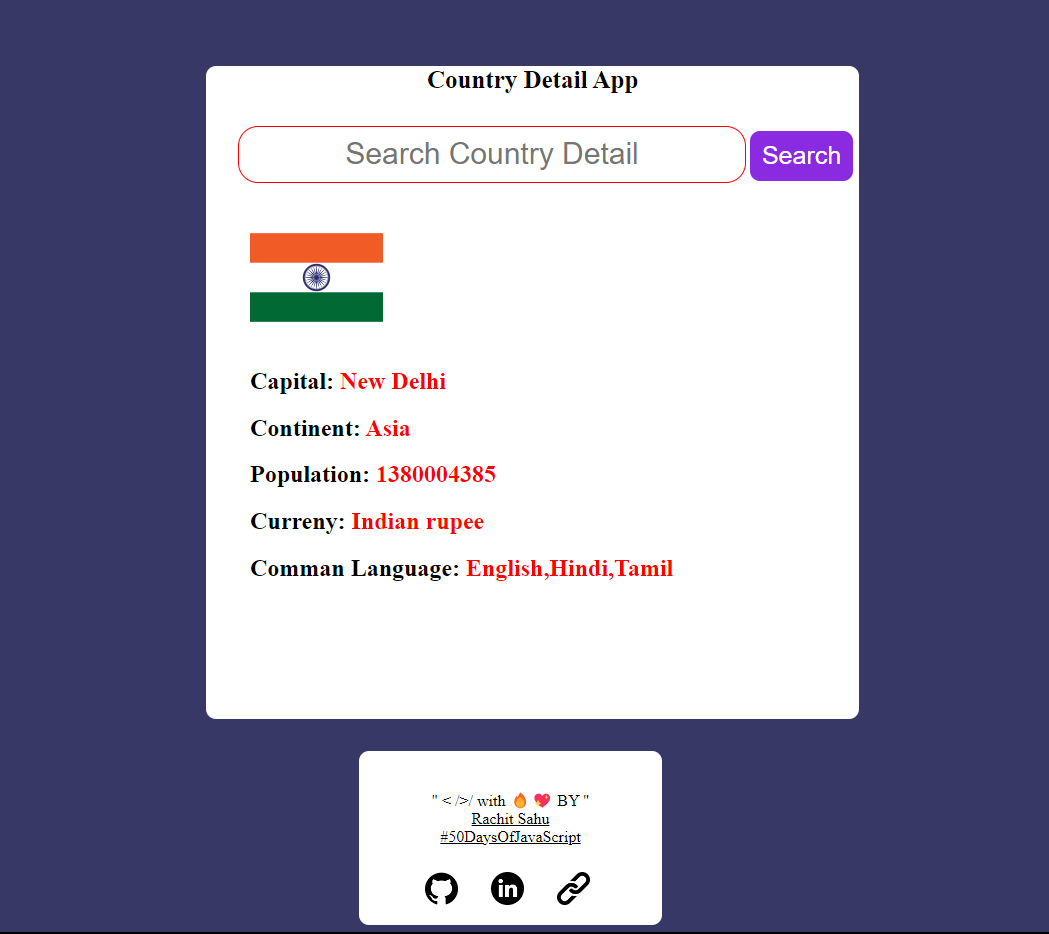 Country Detail App
Search Country Detail
Search
Capital: New Delhi
Continent: Asia
Population: 1380004385
Curreny: Indian rupee
Comman Language: English,Hindi,Tamil
" < />/ with 🔥 💖 BY "
Rachit Sahu
#50DaysOfJavaScript
in